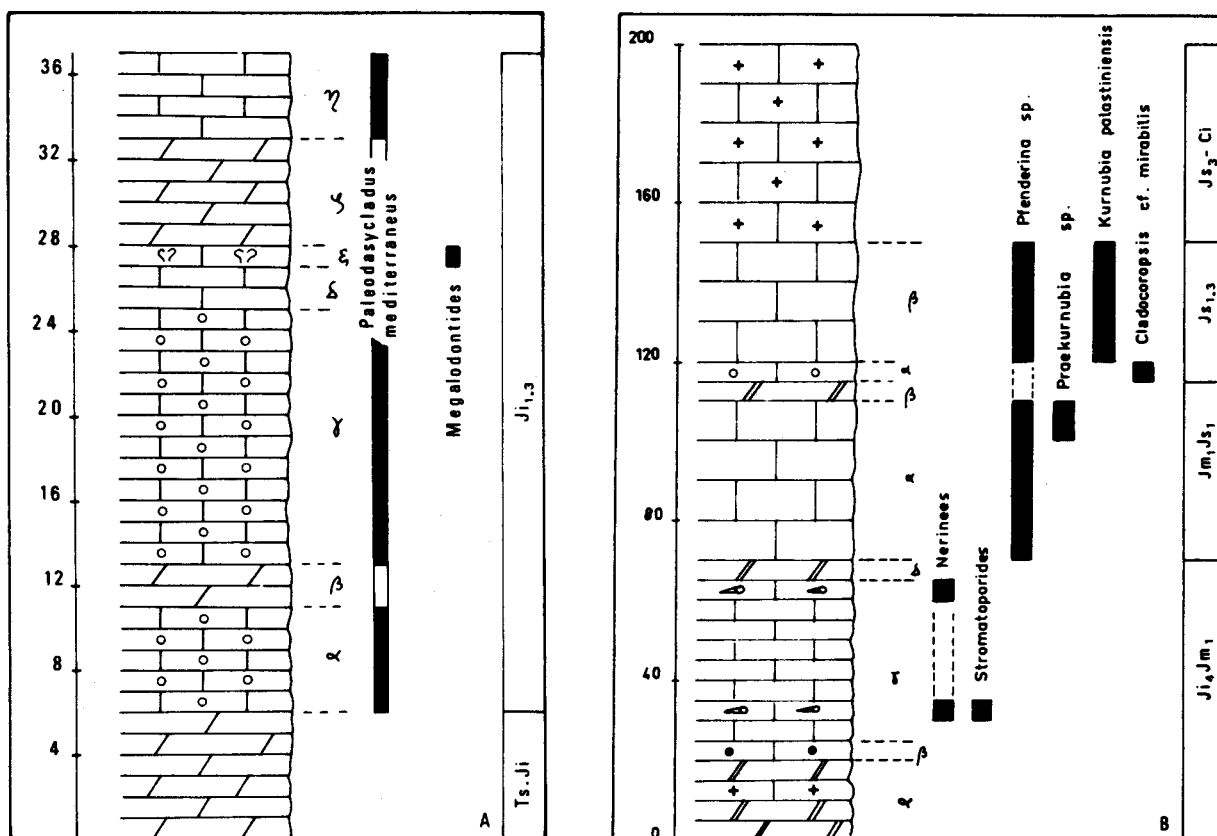 36
32
28
24
20
16
12
8
4
η
ζ
ε
δ
γ
β
α
Paleodasycladus
mediterraneus
Megalodontides
Ji₁.₃
Ts.Ji
A
200
160
120
80
40
0
β
α
β
α
δ
γ
β
α
Nerinees
Stromatoporides
Pfenderina sp.
Praekurnubia sp.
Kurnubia palastiniensis
Cladocoropsis cf. mirabilis
Js₃-Ci
Js₁.₃
Jm₁Js₁
Ji₄Jm₁
B